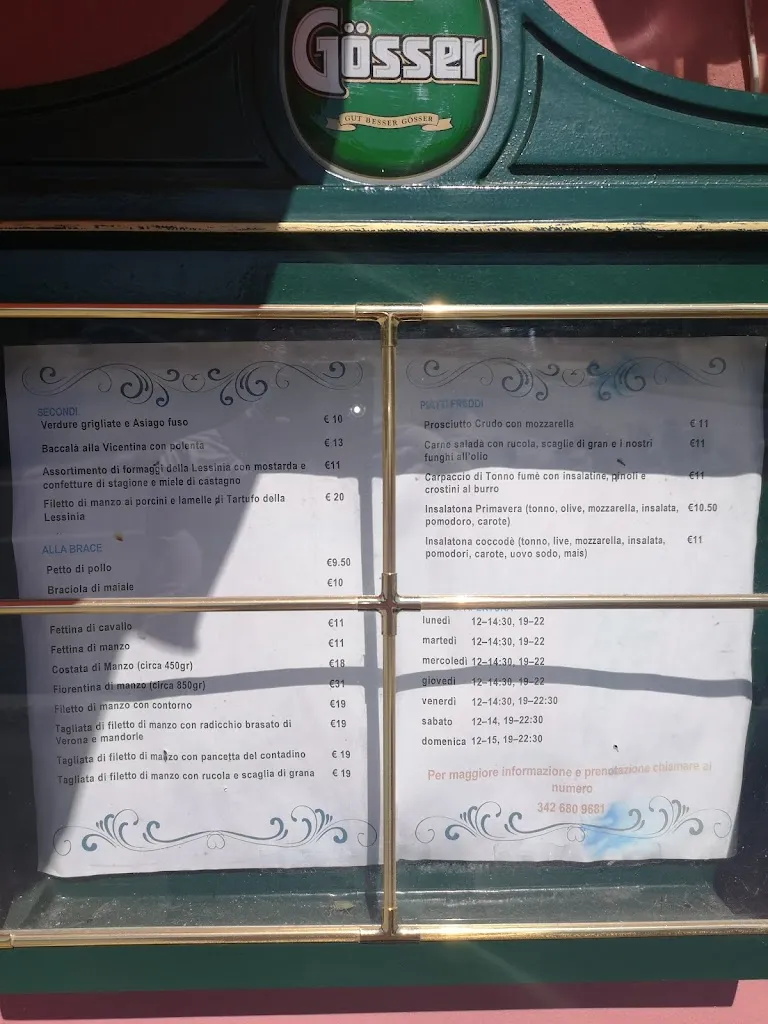 Gösser
GUT BESSER GÖSSER
SECONDI
Verdure grigliate e Asiago fuso € 10
Baccalà alla Vicentina con polenta € 13
Assortimento di formaggi della Lessinia con mostarda e €11
confetture di stagione e miele di castagno
Filetto di manzo ai porcini e lamelle di Tartufo della € 20
Lessinia
ALLA BRACE
Petto di pollo €9.50
Braciola di maiale €10
Fettina di cavallo €11
Fettina di manzo €11
Costata di Manzo (circa 450gr) €18
Fiorentina di manzo (circa 850gr) €31
Filetto di manzo con contorno €19
Tagliata di filetto di manzo con radicchio brasato di €19
Verona e mandorle
Tagliata di filetto di manzo con pancetta del contadino € 19
Tagliata di filetto di manzo con rucola e scaglia di grana € 19
PIATTI FREDDI
Prosciutto Crudo con mozzarella € 11
Carne salada con rucola, scaglie di gran e i nostri €11
funghi all'olio
Carpaccio di Tonno fumè con insalatine, pinoli e €11
crostini al burro
Insalatona Primavera (tonno, olive, mozzarella, insalata, €10.50
pomodoro, carote)
Insalatona coccodè (tonno, live, mozzarella, insalata, €11
pomodori, carote, uovo sodo, mais)
lunedì 12–14:30, 19–22
martedì 12–14:30, 19–22
mercoledì 12–14:30, 19–22
giovedì 12–14:30, 19–22
venerdì 12–14:30, 19–22:30
sabato 12–14, 19–22:30
domenica 12–15, 19–22:30
Per maggiore informazione e prenotazione chiamare al
numero
342 680 9681